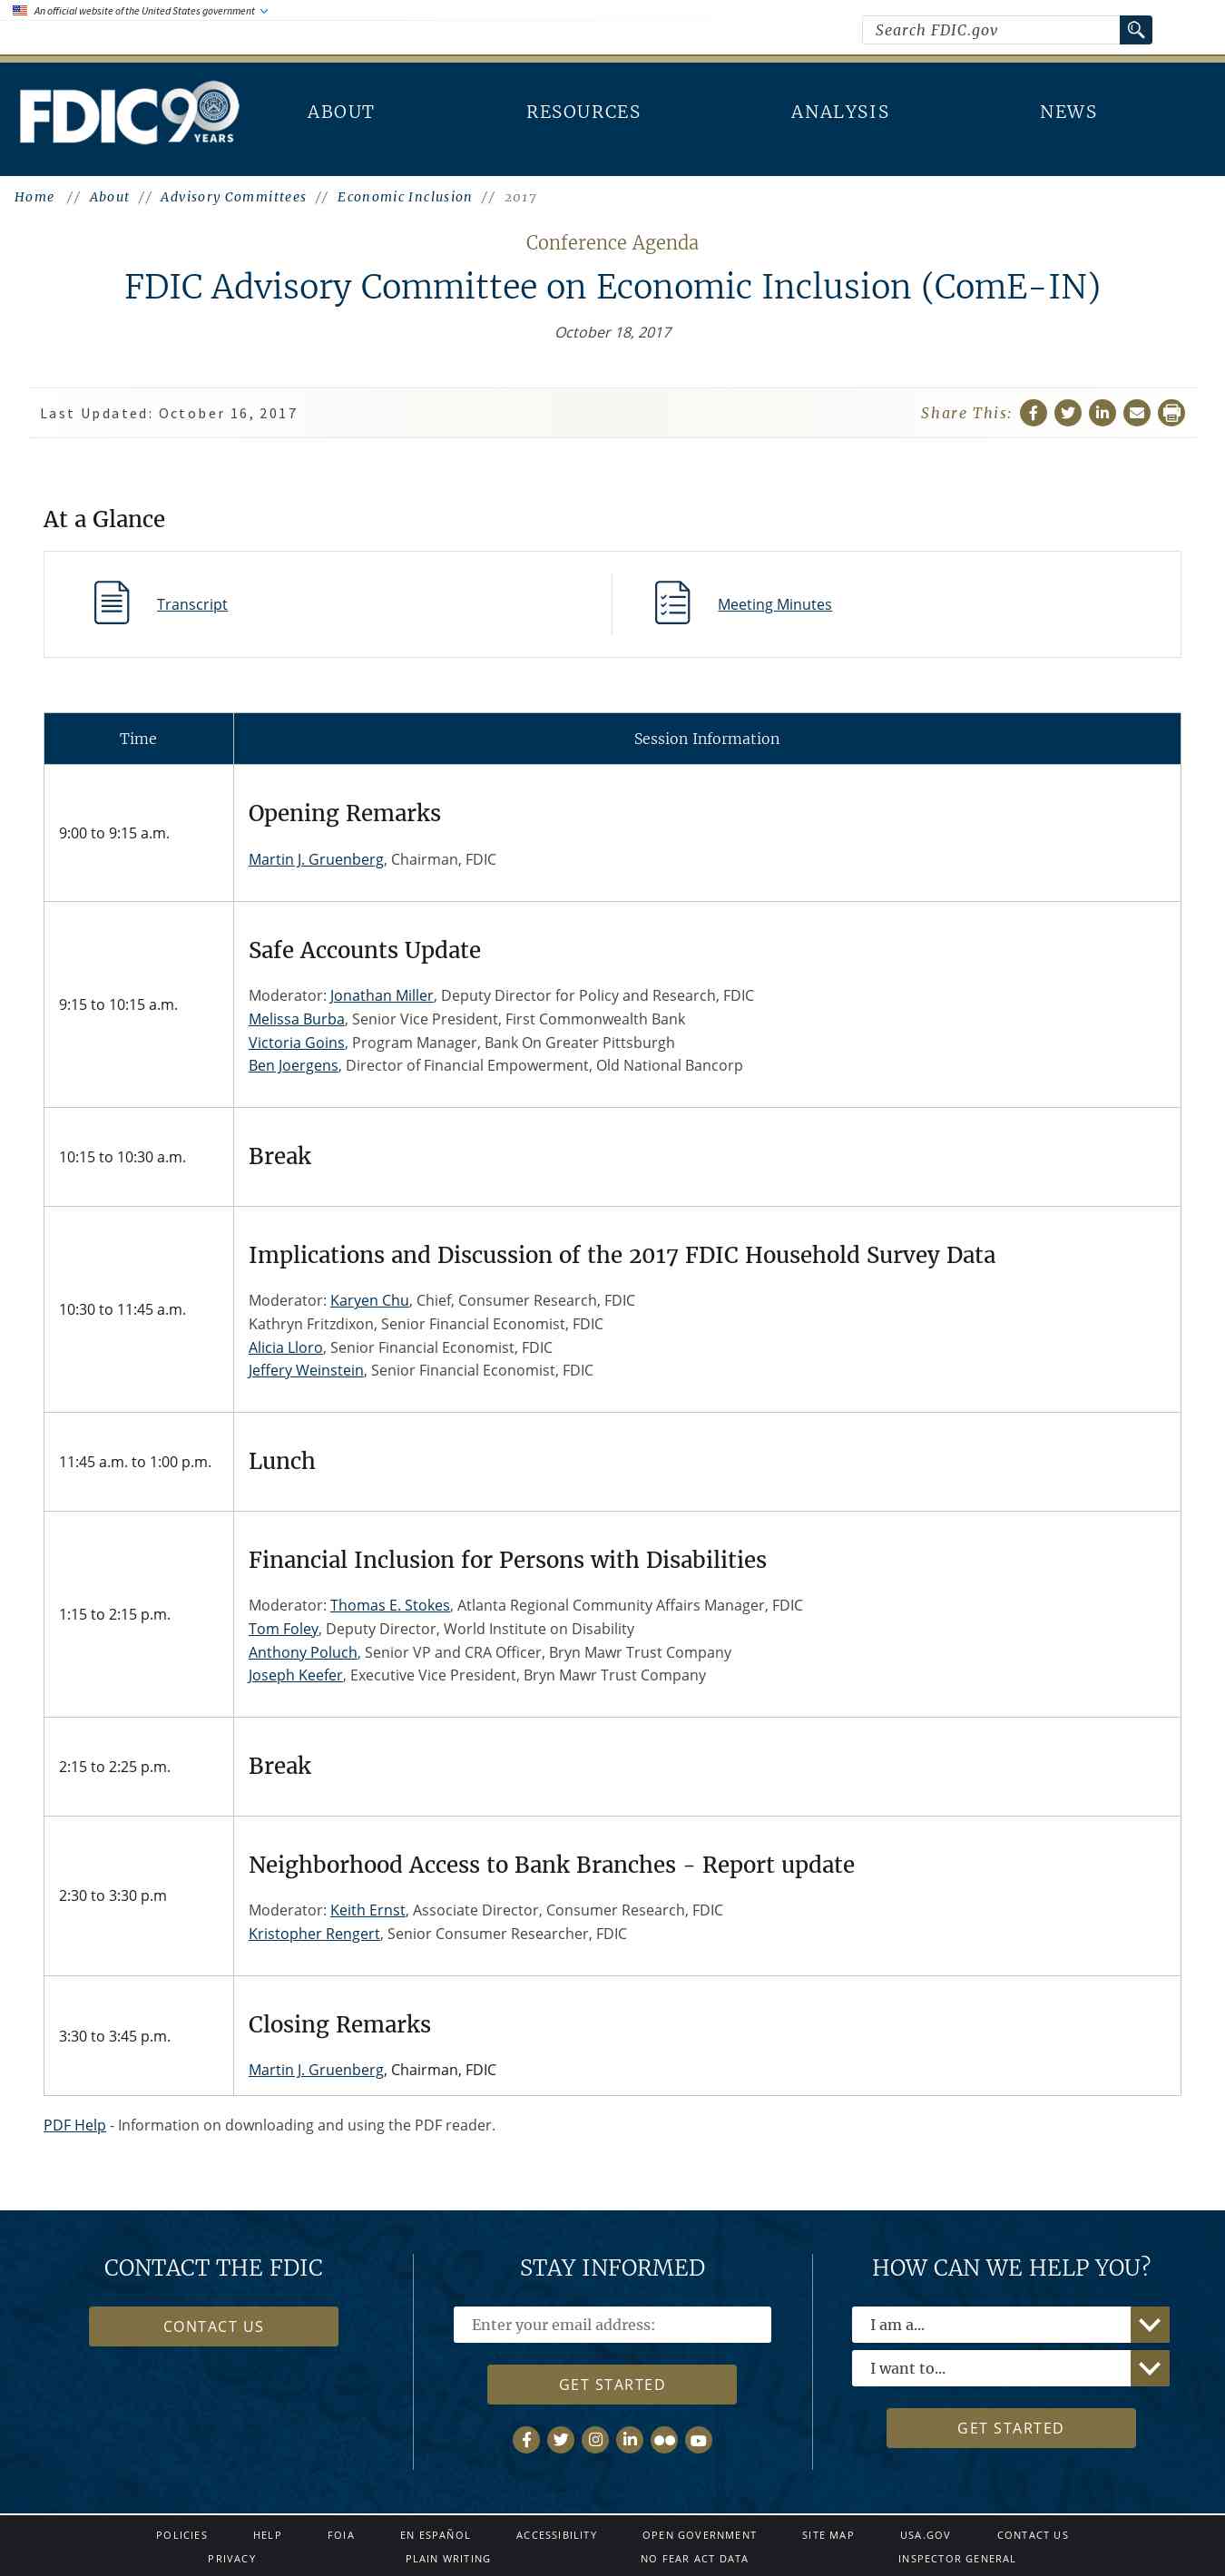 An official website of the United States government
Search FDIC.gov
FDIC 90 YEARS
ABOUT RESOURCES ANALYSIS NEWS
Home // About // Advisory Committees // Economic Inclusion // 2017
Conference Agenda
FDIC Advisory Committee on Economic Inclusion (ComE-IN)
October 18, 2017
Last Updated: October 16, 2017 Share This:
At a Glance
Transcript Meeting Minutes
Time Session Information
Opening Remarks
9:00 to 9:15 a.m.
Martin J. Gruenberg, Chairman, FDIC
Safe Accounts Update
9:15 to 10:15 a.m.
Moderator: Jonathan Miller, Deputy Director for Policy and Research, FDIC
Melissa Burba, Senior Vice President, First Commonwealth Bank
Victoria Goins, Program Manager, Bank On Greater Pittsburgh
Ben Joergens, Director of Financial Empowerment, Old National Bancorp
10:15 to 10:30 a.m. Break
Implications and Discussion of the 2017 FDIC Household Survey Data
10:30 to 11:45 a.m.
Moderator: Karyen Chu, Chief, Consumer Research, FDIC
Kathryn Fritzdixon, Senior Financial Economist, FDIC
Alicia Lloro, Senior Financial Economist, FDIC
Jeffery Weinstein, Senior Financial Economist, FDIC
11:45 a.m. to 1:00 p.m. Lunch
Financial Inclusion for Persons with Disabilities
1:15 to 2:15 p.m.
Moderator: Thomas E. Stokes, Atlanta Regional Community Affairs Manager, FDIC
Tom Foley, Deputy Director, World Institute on Disability
Anthony Poluch, Senior VP and CRA Officer, Bryn Mawr Trust Company
Joseph Keefer, Executive Vice President, Bryn Mawr Trust Company
2:15 to 2:25 p.m. Break
Neighborhood Access to Bank Branches - Report update
2:30 to 3:30 p.m
Moderator: Keith Ernst, Associate Director, Consumer Research, FDIC
Kristopher Rengert, Senior Consumer Researcher, FDIC
Closing Remarks
3:30 to 3:45 p.m.
Martin J. Gruenberg, Chairman, FDIC
PDF Help - Information on downloading and using the PDF reader.
CONTACT THE FDIC
CONTACT US
STAY INFORMED
Enter your email address:
GET STARTED
HOW CAN WE HELP YOU?
I am a...
I want to...
GET STARTED
POLICIES HELP FOIA EN ESPAÑOL ACCESSIBILITY OPEN GOVERNMENT SITE MAP USA.GOV CONTACT US
PRIVACY PLAIN WRITING NO FEAR ACT DATA INSPECTOR GENERAL